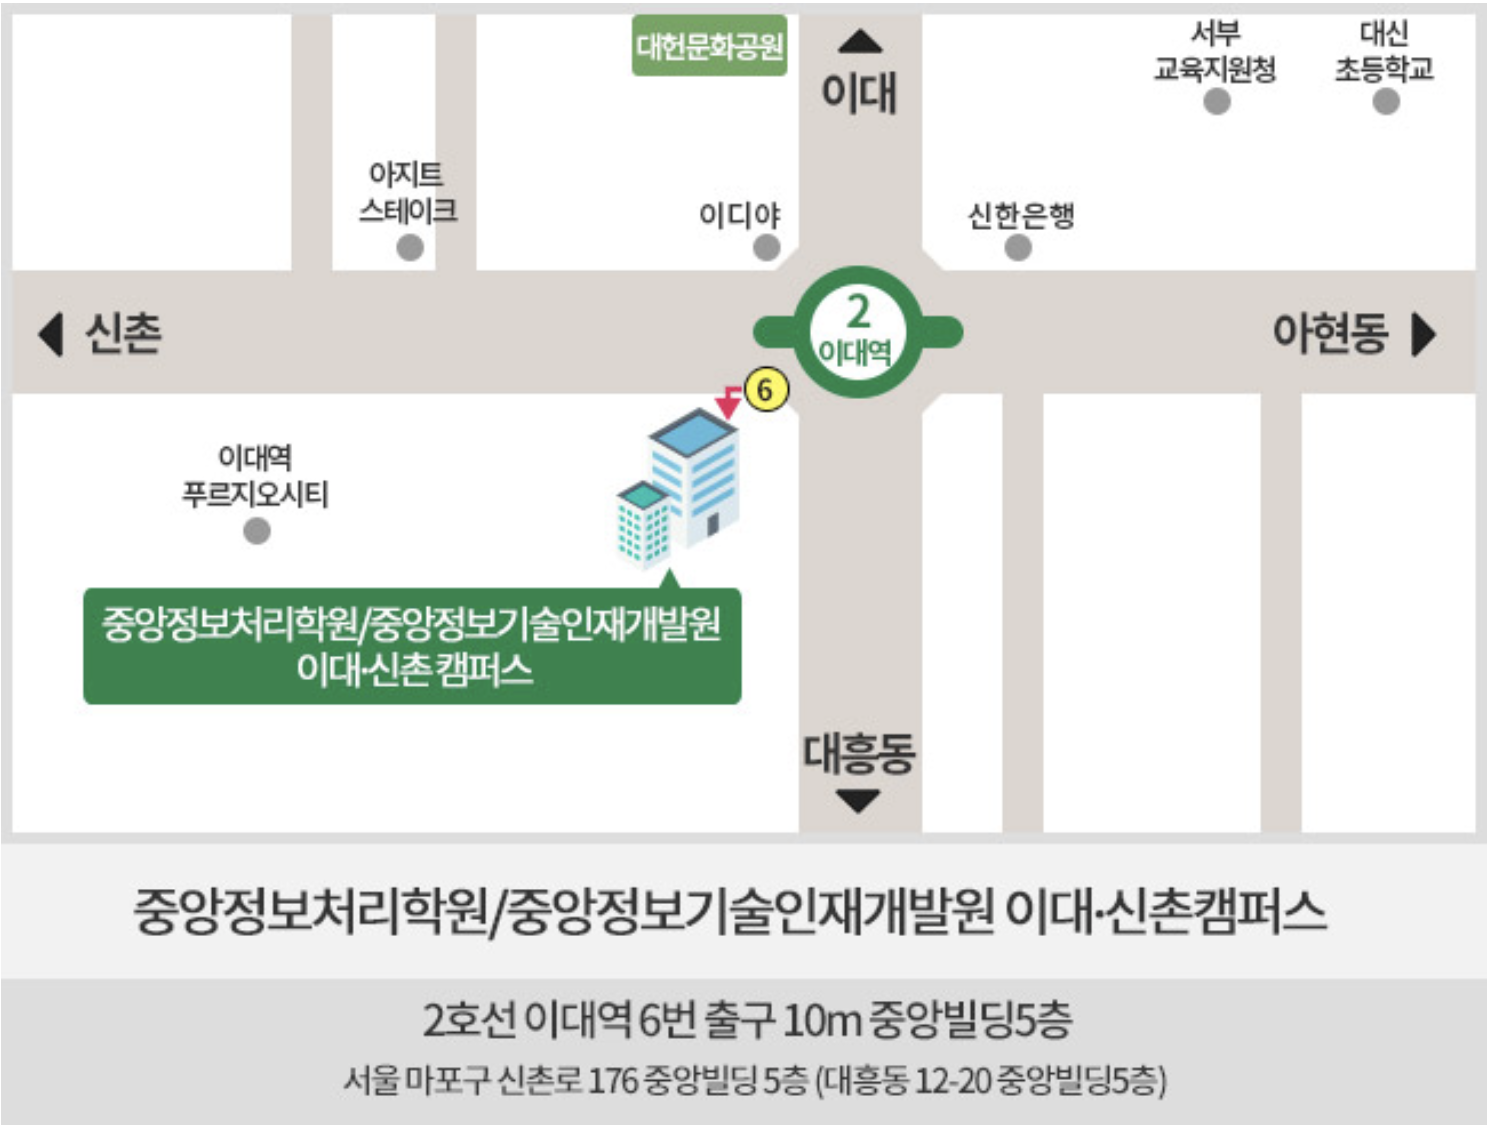 대헌문화공원
이대
서부
교육지원청
대신
초등학교
아지트
스테이크
이디야
신한은행
신촌
2
이대역
아현동
6
이대역
푸르지오시티
중앙정보처리학원/중앙정보기술인재개발원
이대·신촌 캠퍼스
대흥동
중앙정보처리학원/중앙정보기술인재개발원 이대·신촌캠퍼스
2호선 이대역 6번 출구 10m 중앙빌딩5층
서울 마포구 신촌로 176 중앙빌딩 5층 (대흥동 12-20 중앙빌딩5층)